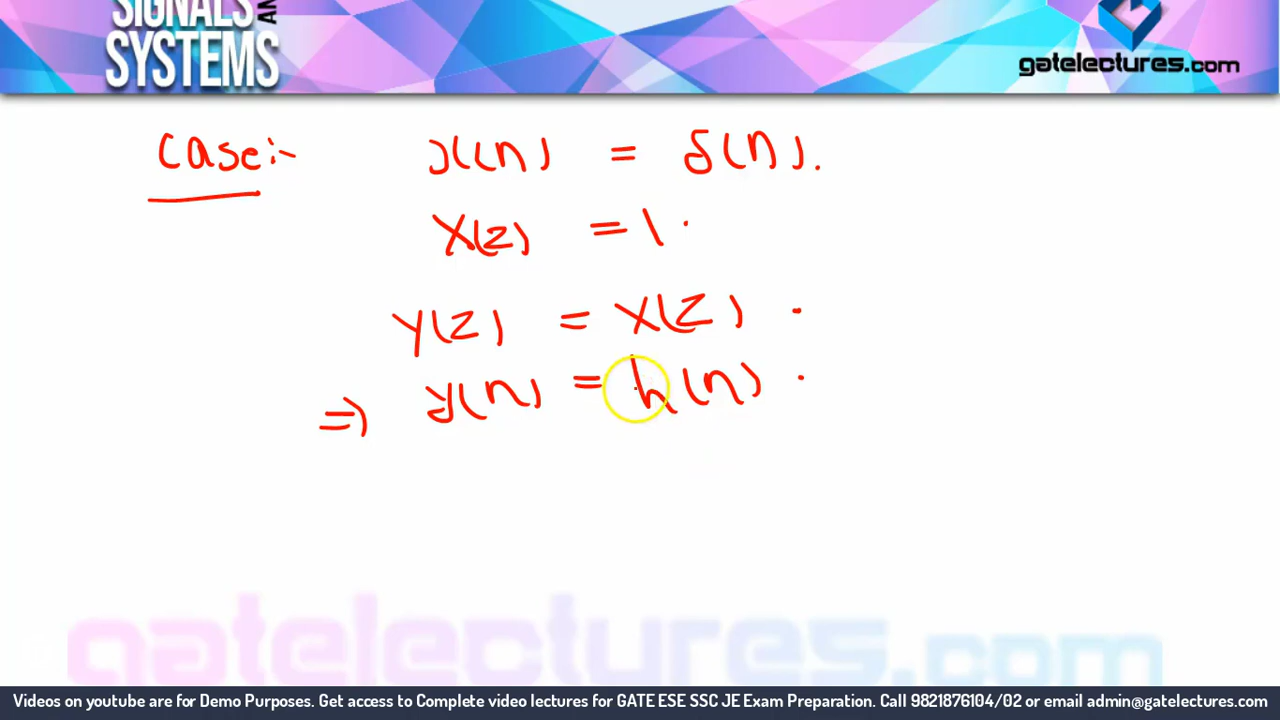 SIGNALS AND
SYSTEMS
gatelectures.com
Case:-
x(n) = δ(n).
X(z) = 1.
Y(z) = X(z).
⇒ y(n) = h(n).
gatelectures.com
Videos on youtube are for Demo Purposes. Get access to Complete video lectures for GATE ESE SSC JE Exam Preparation. Call 9821876104/02 or email admin@gatelectures.com